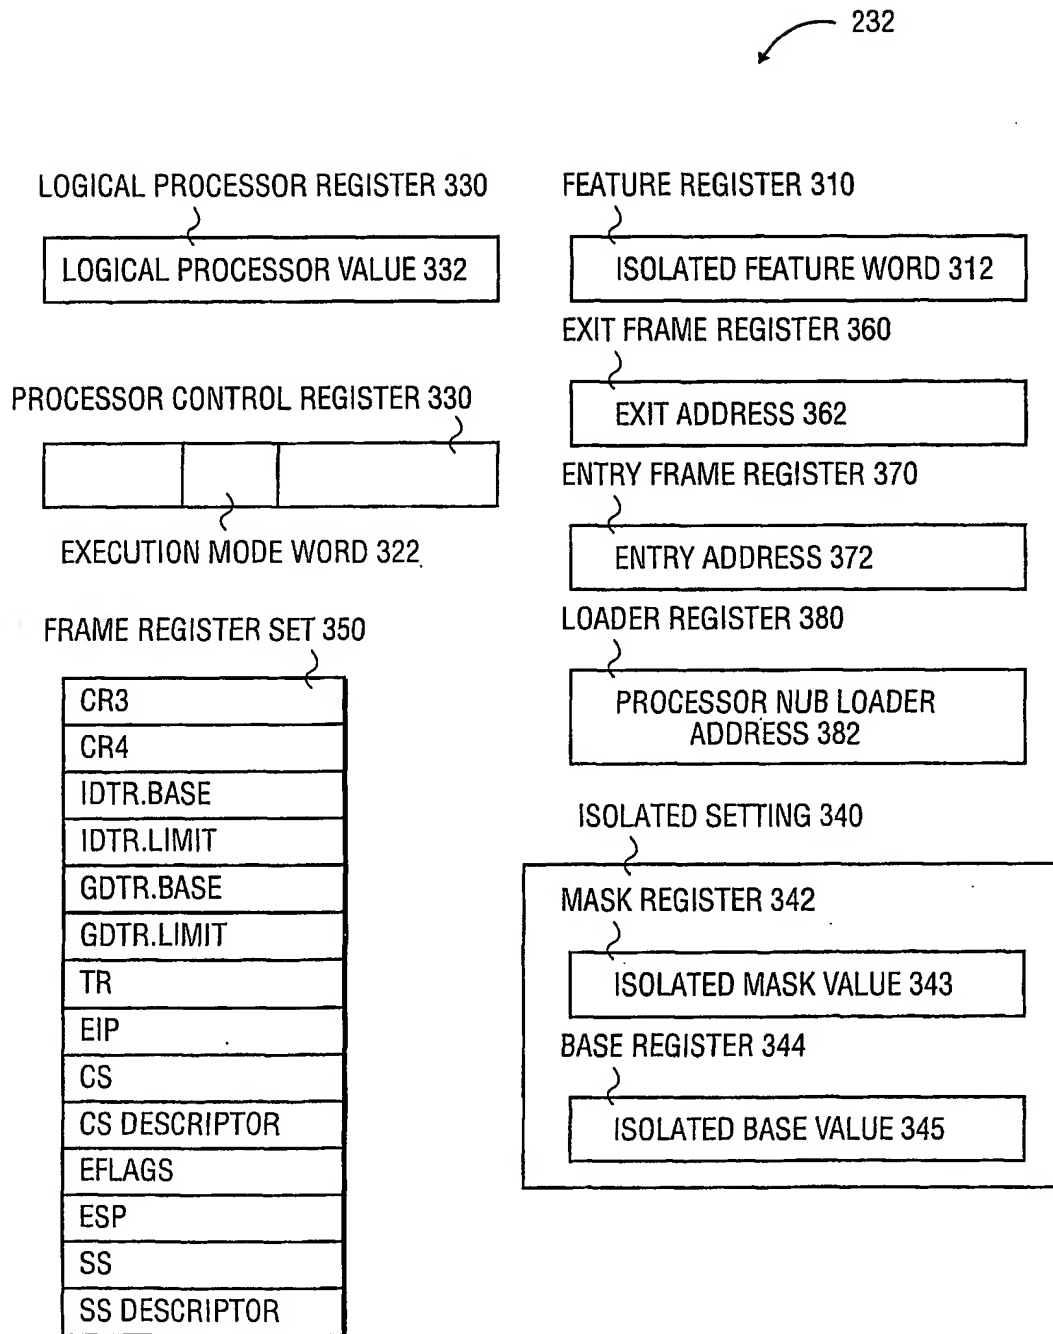 232
LOGICAL PROCESSOR REGISTER 330
LOGICAL PROCESSOR VALUE 332
PROCESSOR CONTROL REGISTER 330
EXECUTION MODE WORD 322
FRAME REGISTER SET 350
CR3
CR4
IDTR.BASE
IDTR.LIMIT
GDTR.BASE
GDTR.LIMIT
TR
EIP
CS
CS DESCRIPTOR
EFLAGS
ESP
SS
SS DESCRIPTOR
FEATURE REGISTER 310
ISOLATED FEATURE WORD 312
EXIT FRAME REGISTER 360
EXIT ADDRESS 362
ENTRY FRAME REGISTER 370
ENTRY ADDRESS 372
LOADER REGISTER 380
PROCESSOR NUB LOADER
ADDRESS 382
ISOLATED SETTING 340
MASK REGISTER 342
ISOLATED MASK VALUE 343
BASE REGISTER 344
ISOLATED BASE VALUE 345